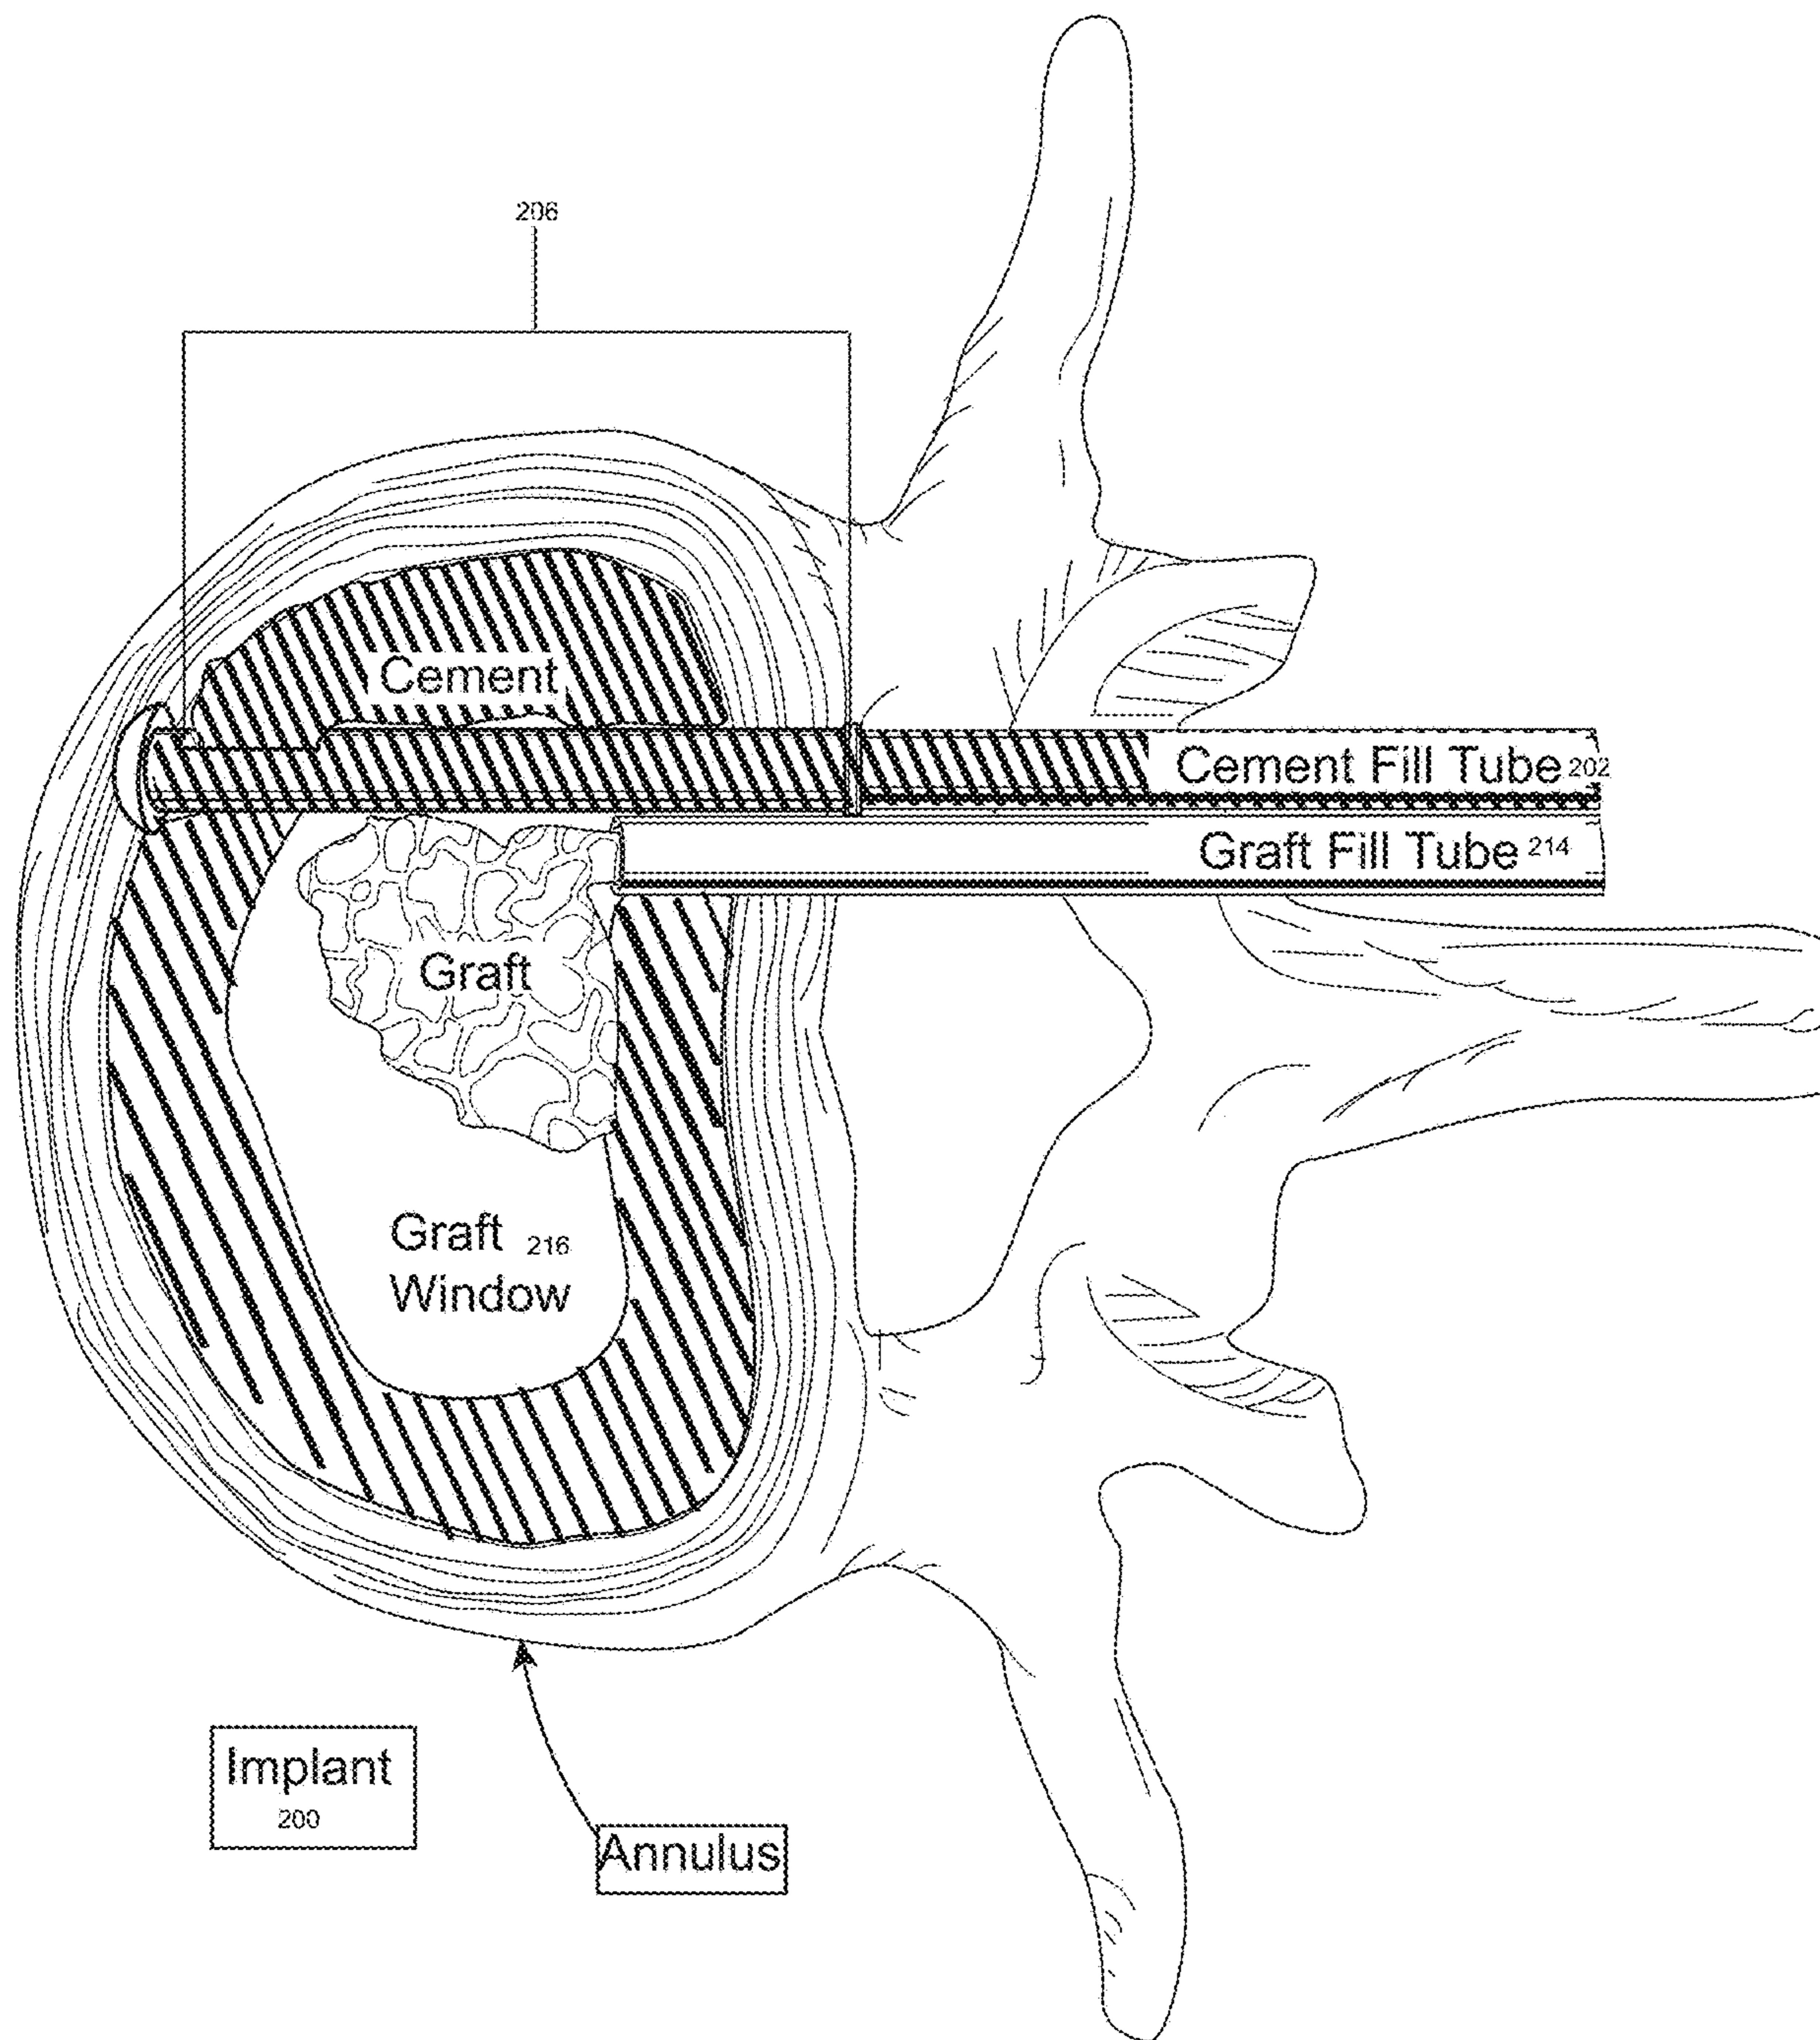 206
Cement
Cement Fill Tube 202
Graft Fill Tube 214
Graft
Graft 216
Window
Implant
200
Annulus